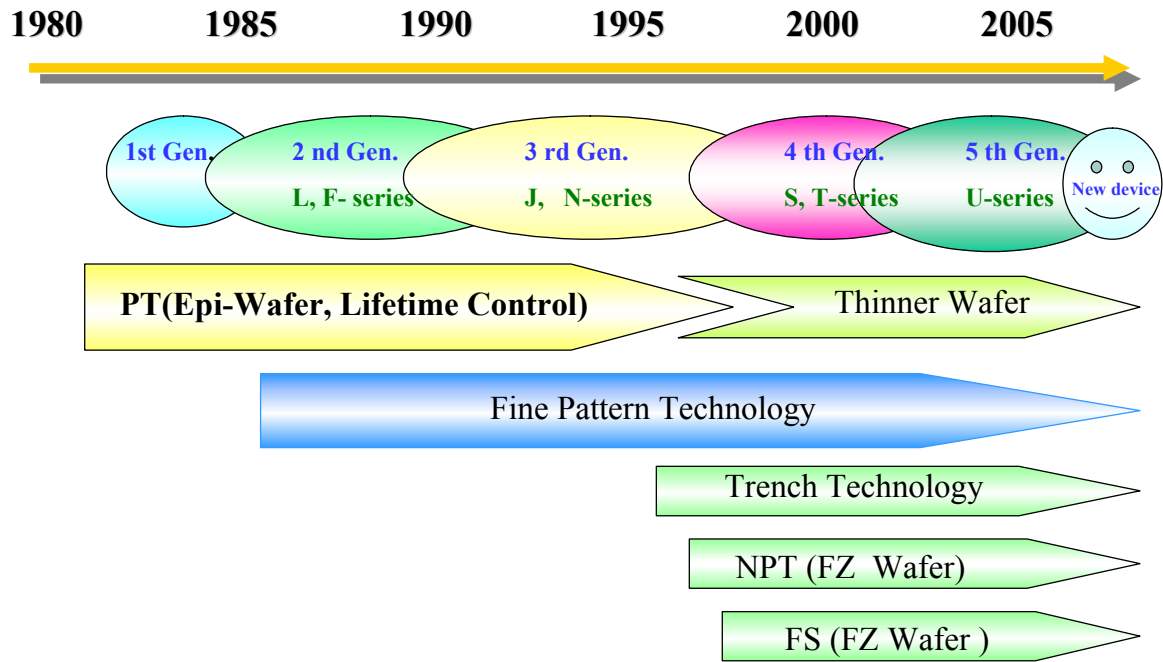 1980 1985 1990 1995 2000 2005
1st Gen. 2 nd Gen. 3 rd Gen. 4 th Gen. 5 th Gen.
L, F- series J, N-series S, T-series U-series New device
PT(Epi-Wafer, Lifetime Control) Thinner Wafer
Fine Pattern Technology
Trench Technology
NPT (FZ Wafer)
FS (FZ Wafer )